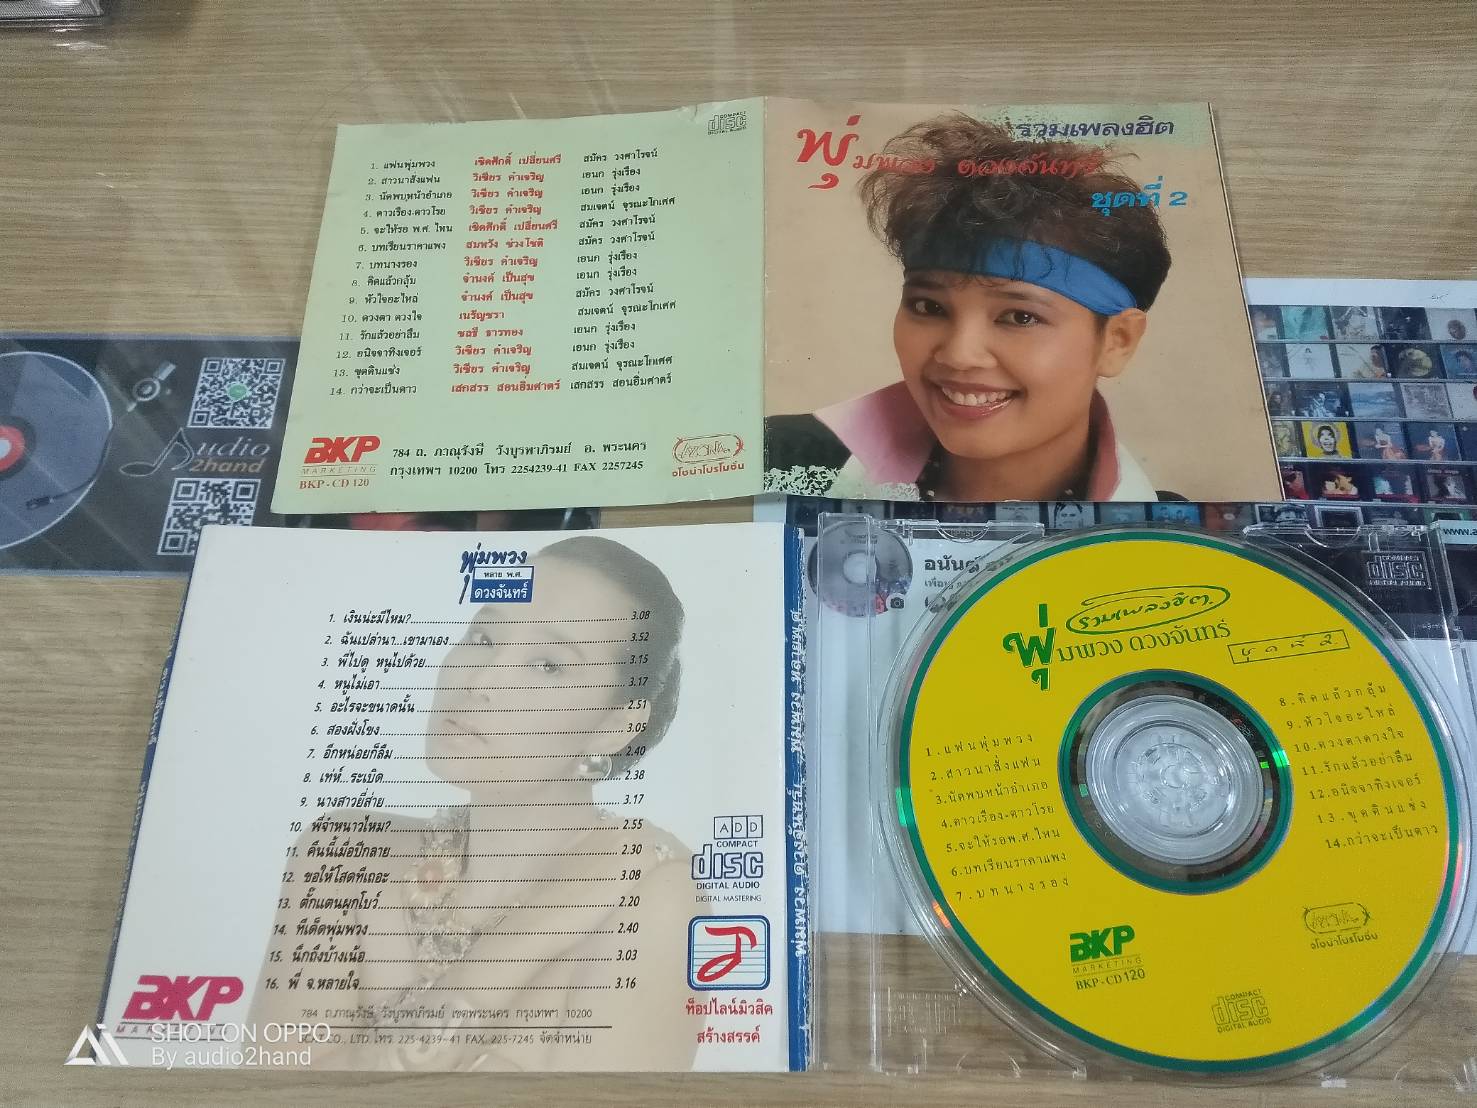 COMPACT
disc
DIGITAL AUDIO
1. แฟนพุ่มพวง เชิดศักดิ์ เปลี่ยนศรี สมัคร วงศาโรจน์
2. สาวนาสั่งแฟน วิเชียร คำเจริญ เอนก รุ่งเรือง
3. นัดพบหน้าอำเภอ วิเชียร คำเจริญ เอนก รุ่งเรือง
4. ดาวเรือง-ดาวโรย วิเชียร คำเจริญ สมเจตน์ จุรณะโกเศศ
5. จะให้รอ พ.ศ. ไหน เชิดศักดิ์ เปลี่ยนศรี สมัคร วงศาโรจน์
6. บทเรียนราคาแพง สมหวัง ช่วงโชติ สมัคร วงศาโรจน์
7. บทนางรอง วิเชียร คำเจริญ เอนก รุ่งเรือง
8. คิดแล้วกลุ้ม จำนงค์ เป็นสุข เอนก รุ่งเรือง
9. หัวใจอะไหล่ จำนงค์ เป็นสุข สมัคร วงศาโรจน์
10. ดวงตา ดวงใจ เนรัญชรา สมเจตน์ จุรณะโกเศศ
11. รักแล้วอย่าลืม ชลธี ธารทอง เอนก รุ่งเรือง
12. อนิจจาทิงเจอร์ วิเชียร คำเจริญ เอนก รุ่งเรือง
13. ขุดดินแช่ง วิเชียร คำเจริญ สมเจตน์ จุรณะโกเศศ
14. กว่าจะเป็นดาว เสกสรร สอนอิ่มศาตร์ เสกสรร สอนอิ่มศาตร์
BKP
MARKETING
BKP - CD 120
784 ถ. ภาณุรังษี วังบูรพาภิรมย์ อ. พระนคร
กรุงเทพฯ 10200 โทร 2254239-41 FAX 2257245
อโซน่าโปรโมชั่น
รวมเพลงฮิต
พุ่มพวง ดวงจันทร์
ชุดที่ 2
Audio
2hand
พุ่มพวง
หลาย พ.ศ.
ดวงจันทร์
1. เงินน่ะมีไหม? 3.08
2. ฉันเปล่านา...เขามาเอง 3.52
3. พี่ไปดู หนูไปด้วย 3.15
4. หนูไม่เอา 3.17
5. อะไรจะขนาดนั้น 2.51
6. สองฝั่งโขง 3.05
7. อีกหน่อยก็ลืม 2.40
8. เท่ห์...ระเบิด 2.38
9. นางสาวยี่ส่าย 3.17
10. พี่จ๋าหนาวไหม? 2.55
11. คืนนี้เมื่อปีกลาย 2.30
12. ขอให้โสดทีเถอะ 3.08
13. ตั๊กแตนผูกโบว์ 2.20
14. ทีเด็ดพุ่มพวง 2.40
15. นึกถึงบ้างเน้อ 3.03
16. พี่ จ.หลายใจ 3.16
BKP
784 ถ.ภาณุรังษี วังบูรพาภิรมย์ เขตพระนคร กรุงเทพฯ 10200
CO., LTD. โทร. 225-4239-41 FAX 225-7245 จัดจำหน่าย
ADD
COMPACT
disc
DIGITAL AUDIO
DIGITAL MASTERING
ท็อปไลน์มิวสิค
สร้างสรรค์
พุ่มพวง ดวงจันทร์ / พุ่มพวง หลายพ.ศ.
รวมเพลงฮิต
พุ่มพวง ดวงจันทร์
ชุดที่ 2
1.แฟนพุ่มพวง
2.สาวนาสั่งแฟน
3.นัดพบหน้าอำเภอ
4.ดาวเรือง-ดาวโรย
5.จะให้รอพ.ศ.ไหน
6.บทเรียนราคาแพง
7.บทนางรอง
8.คิดแล้วกลุ้ม
9.หัวใจอะไหล่
10.ดวงตาดวงใจ
11.รักแล้วอย่าลืม
12.อนิจจาทิงเจอร์
13.ขุดดินแช่ง
14.กว่าจะเป็นดาว
BKP
MARKETING
BKP-CD120
อโซน่าโปรโมชั่น
COMPACT
disc
DIGITAL AUDIO
SHOT ON OPPO
By audio2hand